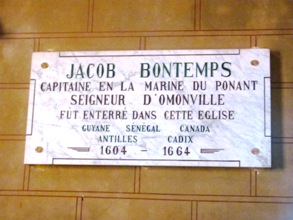 JACOB BONTEMPS
CAPITAINE EN LA MARINE DU PONANT
SEIGNEUR D'OMONVILLE
FUT ENTERRÉ DANS CETTE EGLISE
GUYANE SENEGAL CANADA
ANTILLES CADIX
1604 - 1664